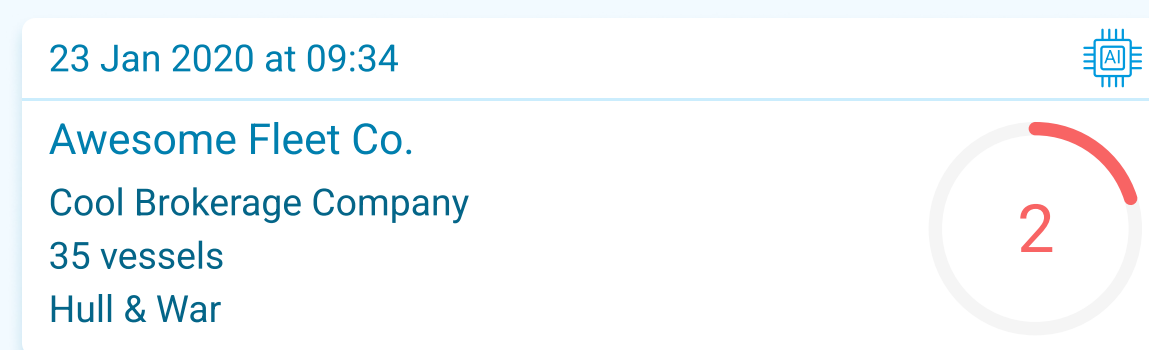 23 Jan 2020 at 09:34
AI
Awesome Fleet Co.
Cool Brokerage Company
35 vessels
Hull & War
2